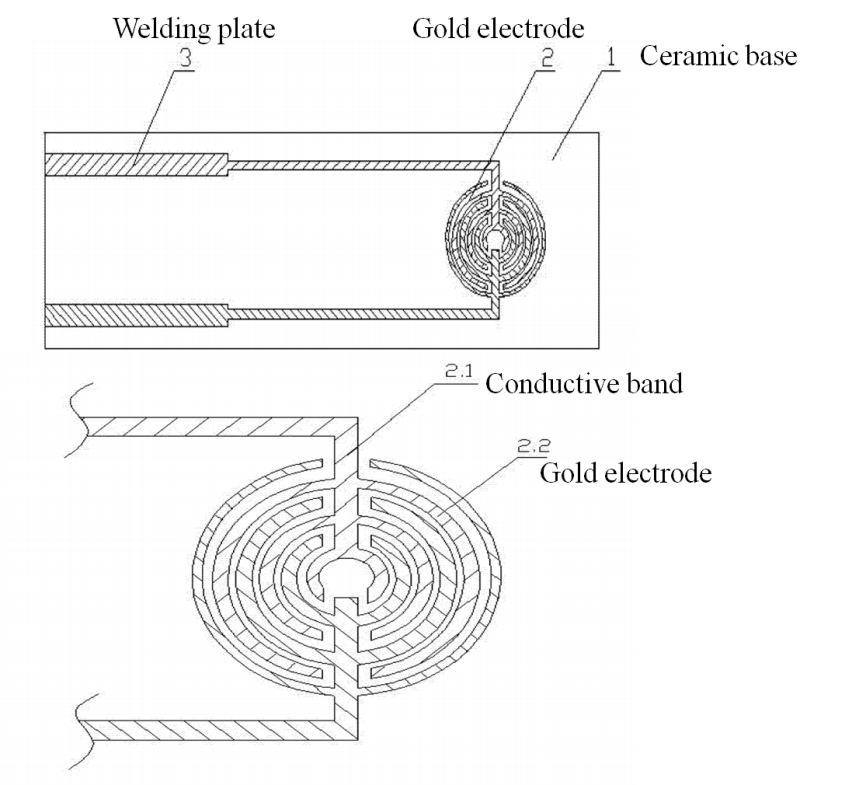 Welding plate
Gold electrode
3
2
1
Ceramic base
2.1
Conductive band
2.2
Gold electrode